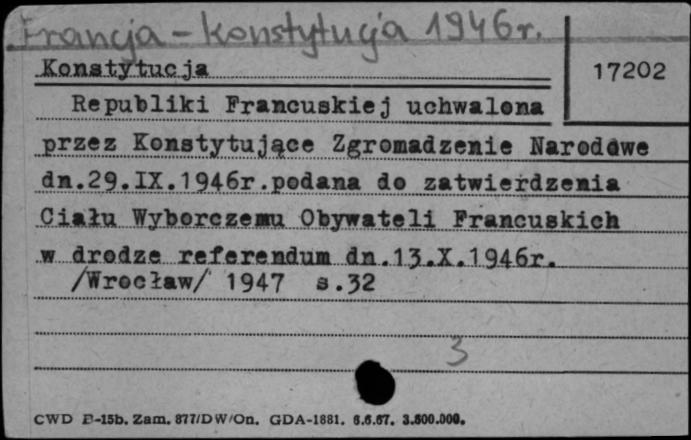 Francja - Konstytucja 1946r.
Konstytucja
17202
Republiki Francuskiej uchwalona
przez Konstytujące Zgromadzenie Narodowe
dn.29.IX.1946r.podana do zatwierdzenia
Ciału Wyborczemu Obywateli Francuskich
w drodze referendum dn.13.X.1946r.
/Wrocław/ 1947 s.32
3
CWD B-15b. Zam. 877/DW/On. GDA-1881. 6.6.67. 3.500.000.